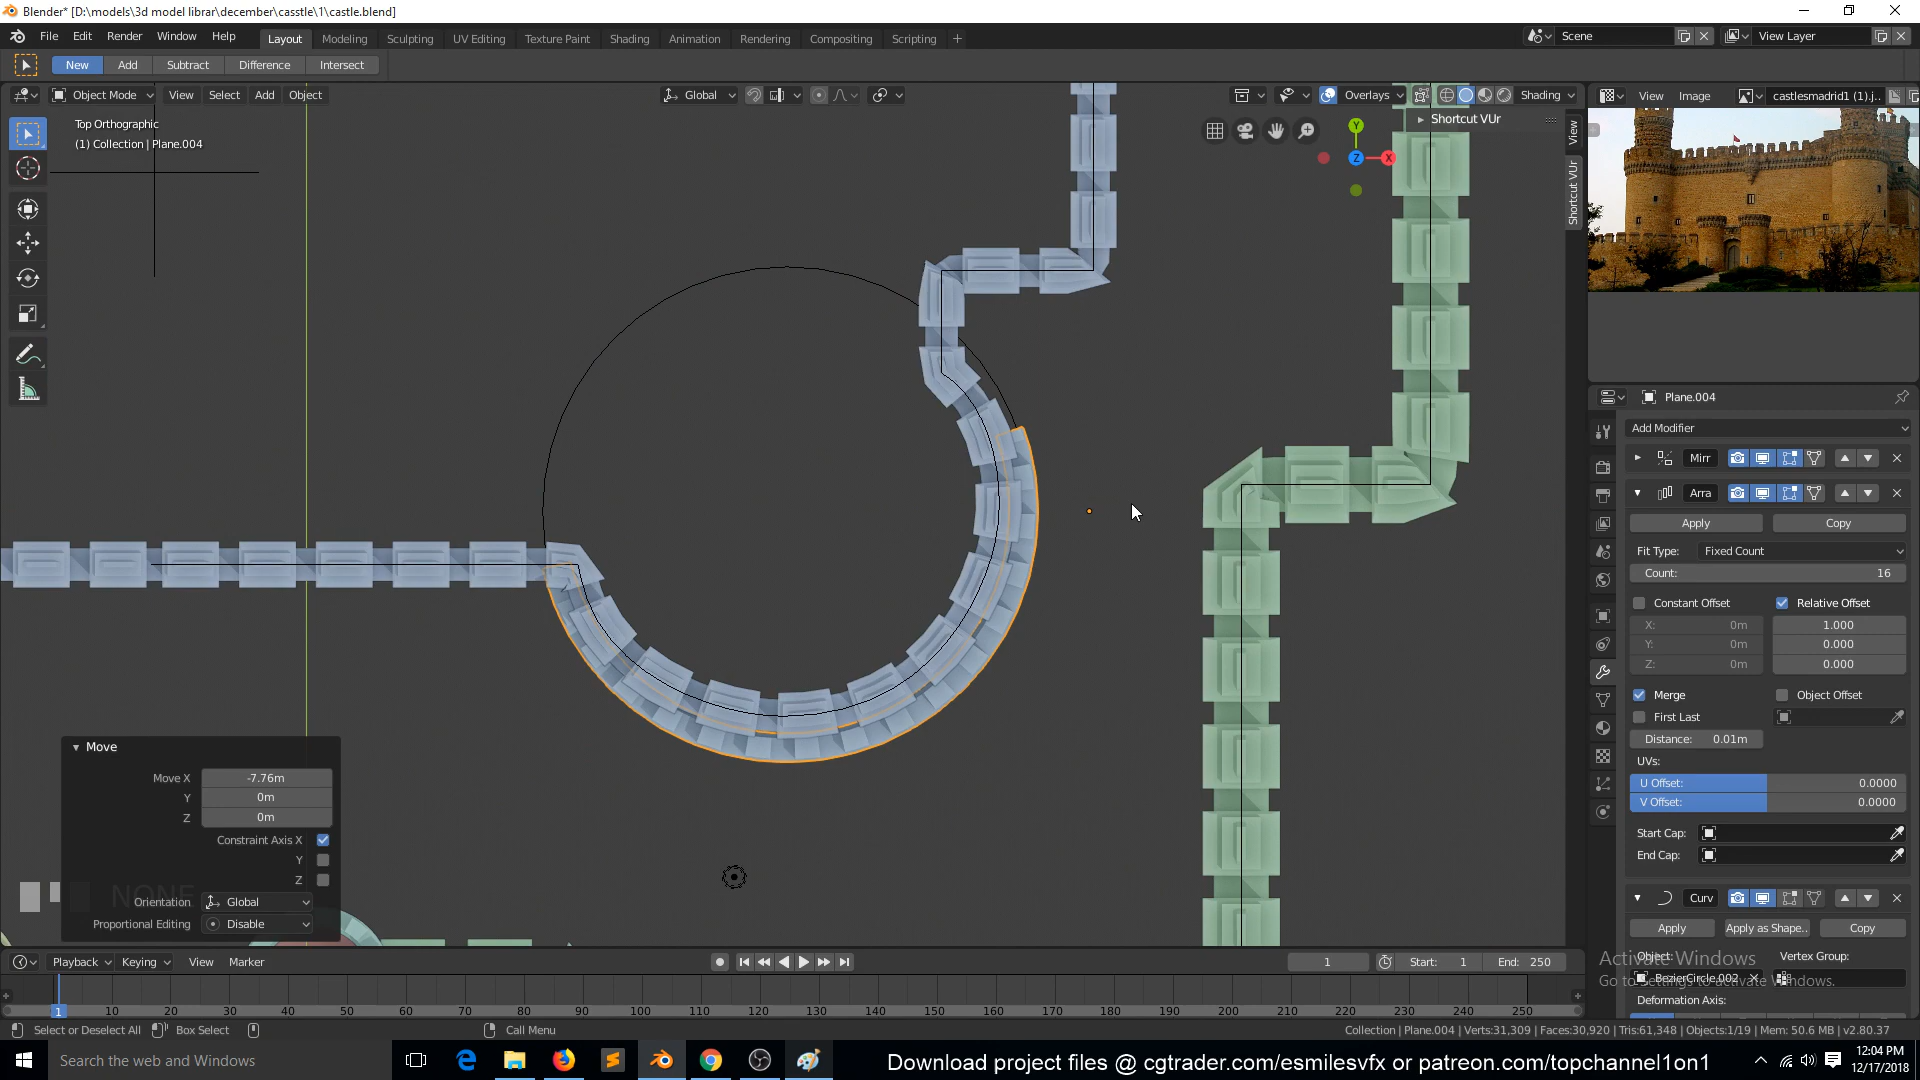 Blender* [D:\models\3d model librar\december\casstle\1\castle.blend]
File Edit Render Window Help Layout Modeling Sculpting UV Editing Texture Paint Shading Animation Rendering Compositing Scripting + Scene View Layer
New Add Subtract Difference Intersect
Object Mode View Select Add Object Global Overlays Shading View Image castlesmadrid1 (1).j..
Top Orthographic
(1) Collection | Plane.004
Shortcut VUr
View
Shortcut VUr
Y
Z
X
Plane.004
Add Modifier
Mirr
Arra
Apply Copy
Fit Type: Fixed Count
Count: 16
Constant Offset Relative Offset
X: 0m 1.000
Y: 0m 0.000
Z: 0m 0.000
Merge Object Offset
First Last
Distance: 0.01m
UVs:
U Offset: 0.0000
V Offset: 0.0000
Start Cap:
End Cap:
Curv
Apply Apply as Shape.. Copy
Object: Vertex Group:
BezierCircle.002
Deformation Axis:
Activate Windows
Go to Settings to activate Windows.
Move
Move X -7.76m
Y 0m
Z 0m
Constraint Axis X
Y
Z
NONE
Orientation Global
Proportional Editing Disable
Playback Keying View Marker 1 Start: 1 End: 250
1 10 20 30 40 50 60 70 80 90 100 110 120 130 140 150 160 170 180 190 200 210 220 230 240 250
Select or Deselect All Box Select Call Menu Collection | Plane.004 | Verts:31,309 | Faces:30,920 | Tris:61,348 | Objects:1/19 | Mem: 50.6 MB | v2.80.37
Search the web and Windows
Download project files @ cgtrader.com/esmilesvfx or patreon.com/topchannel1on1
12:04 PM
12/17/2018